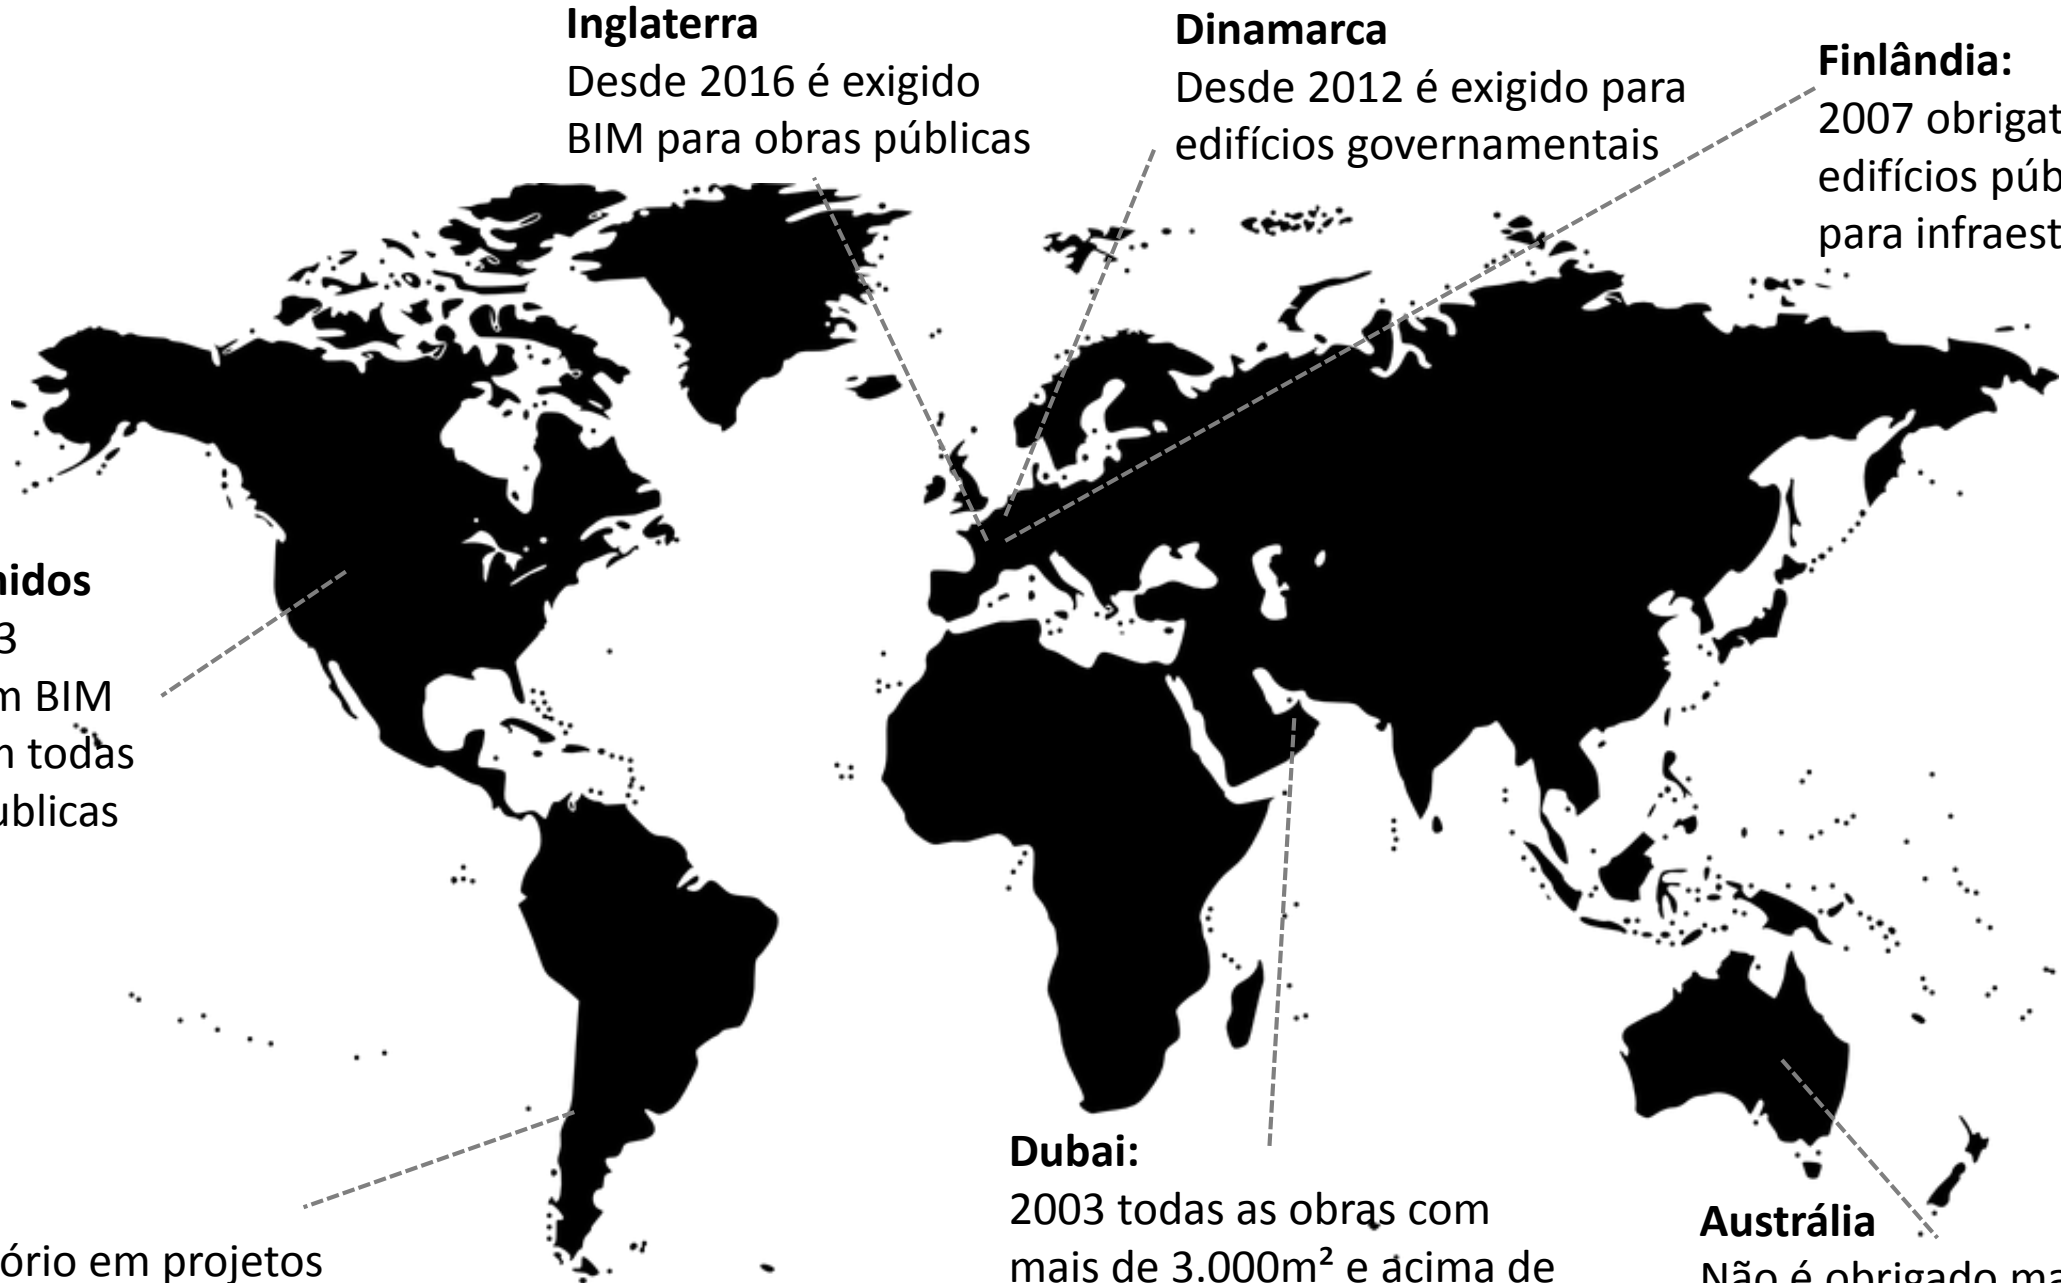 Inglaterra
Desde 2016 é exigido
BIM para obras públicas
Dinamarca
Desde 2012 é exigido para
edifícios governamentais
Finlândia:
2007 obrigat
edifícios púb
para infraest
nidos
3
m BIM
n todas
ublicas
ório em projetos
Dubai:
2003 todas as obras com
mais de 3.000m² e acima de
Austrália
Não é obrigado ma